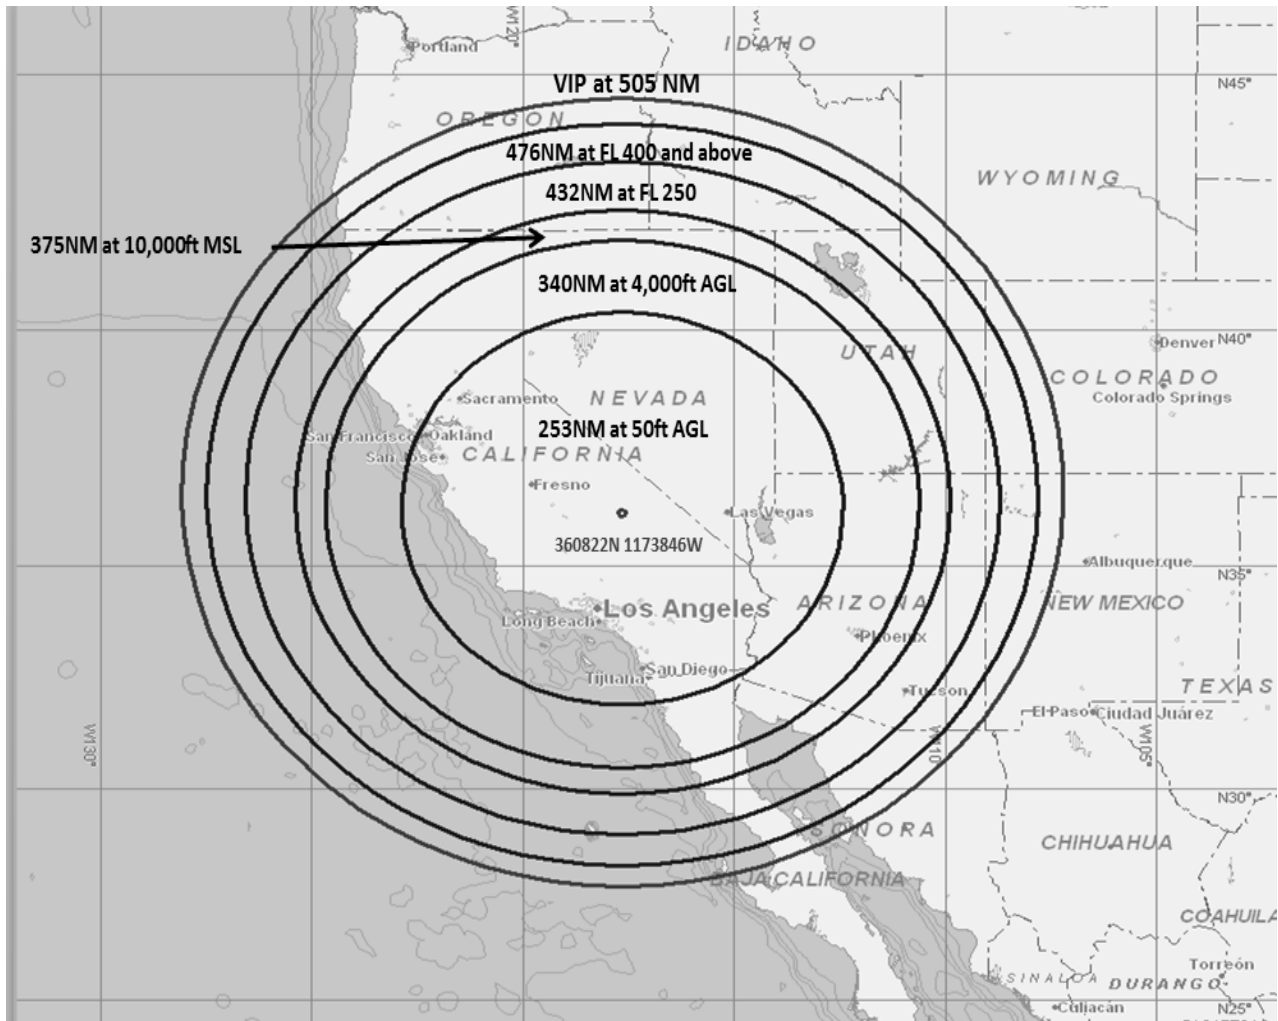 W120°
Portland
IDAHO
VIP at 505 NM
N45°
OREGON
476NM at FL 400 and above
WYOMING
432NM at FL 250
375NM at 10,000ft MSL
340NM at 4,000ft AGL
UTAH
Denver
N40°
COLORADO
Colorado Springs
Sacramento
NEVADA
253NM at 50ft AGL
San Francisco
Oakland
San Jose
CALIFORNIA
Fresno
Las Vegas
360822N 1173846W
Albuquerque
N35°
Los Angeles
ARIZONA
NEW MEXICO
Long Beach
Phoenix
San Diego
Tijuana
Tucson
TEXAS
El Paso
Ciudad Juárez
W130°
W110
W105°
N30°
SONORA
CHIHUAHUA
BAJA CALIFORNIA
COAHUILA
Torreón
SINALOA
DURANGO
Culiacán
N25°